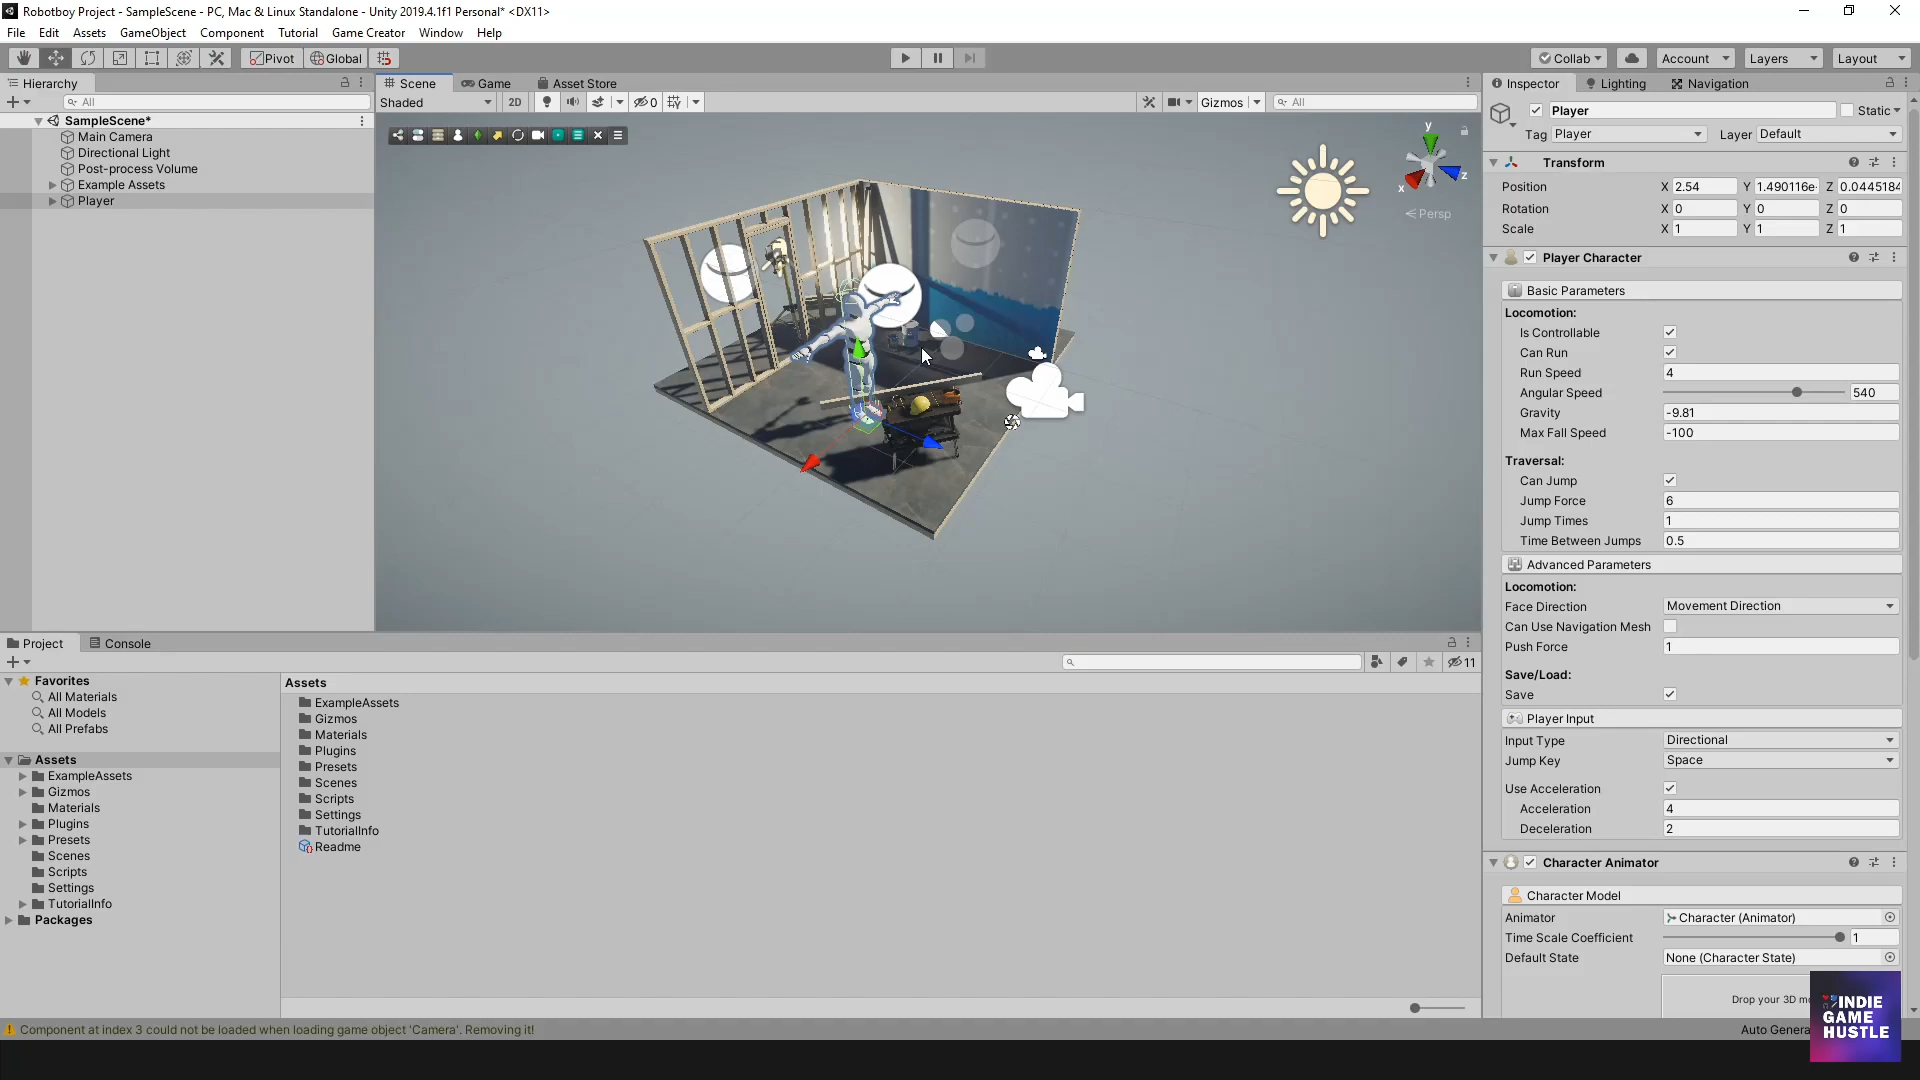 Robotboy Project - SampleScene - PC, Mac & Linux Standalone - Unity 2019.4.1f1 Personal* <DX11>
File Edit Assets GameObject Component Tutorial Game Creator Window Help
Pivot Global Collab Account Layers Layout
Hierarchy Scene Game Asset Store Inspector Lighting Navigation
All Shaded 2D 0 Gizmos All
SampleScene*
Main Camera
Directional Light
Post-process Volume
Example Assets
Player
y
x
z
Persp
Player Static
Tag Player Layer Default
Transform
Position X 2.54 Y 1.490116e- Z 0.0445184
Rotation X 0 Y 0 Z 0
Scale X 1 Y 1 Z 1
Player Character
Basic Parameters
Locomotion:
Is Controllable
Can Run
Run Speed 4
Angular Speed 540
Gravity -9.81
Max Fall Speed -100
Traversal:
Can Jump
Jump Force 6
Jump Times 1
Time Between Jumps 0.5
Advanced Parameters
Locomotion:
Face Direction Movement Direction
Can Use Navigation Mesh
Push Force 1
Save/Load:
Save
Player Input
Input Type Directional
Jump Key Space
Use Acceleration
Acceleration 4
Deceleration 2
Character Animator
Character Model
Animator Character (Animator)
Time Scale Coefficient 1
Default State None (Character State)
Drop your 3D m
Project Console
11
Favorites
All Materials
All Models
All Prefabs
Assets
ExampleAssets
Gizmos
Materials
Plugins
Presets
Scenes
Scripts
Settings
TutorialInfo
Packages
Assets
ExampleAssets
Gizmos
Materials
Plugins
Presets
Scenes
Scripts
Settings
TutorialInfo
Readme
Component at index 3 could not be loaded when loading game object 'Camera'. Removing it!
Auto Genera
INDIE
GAME
HUSTLE